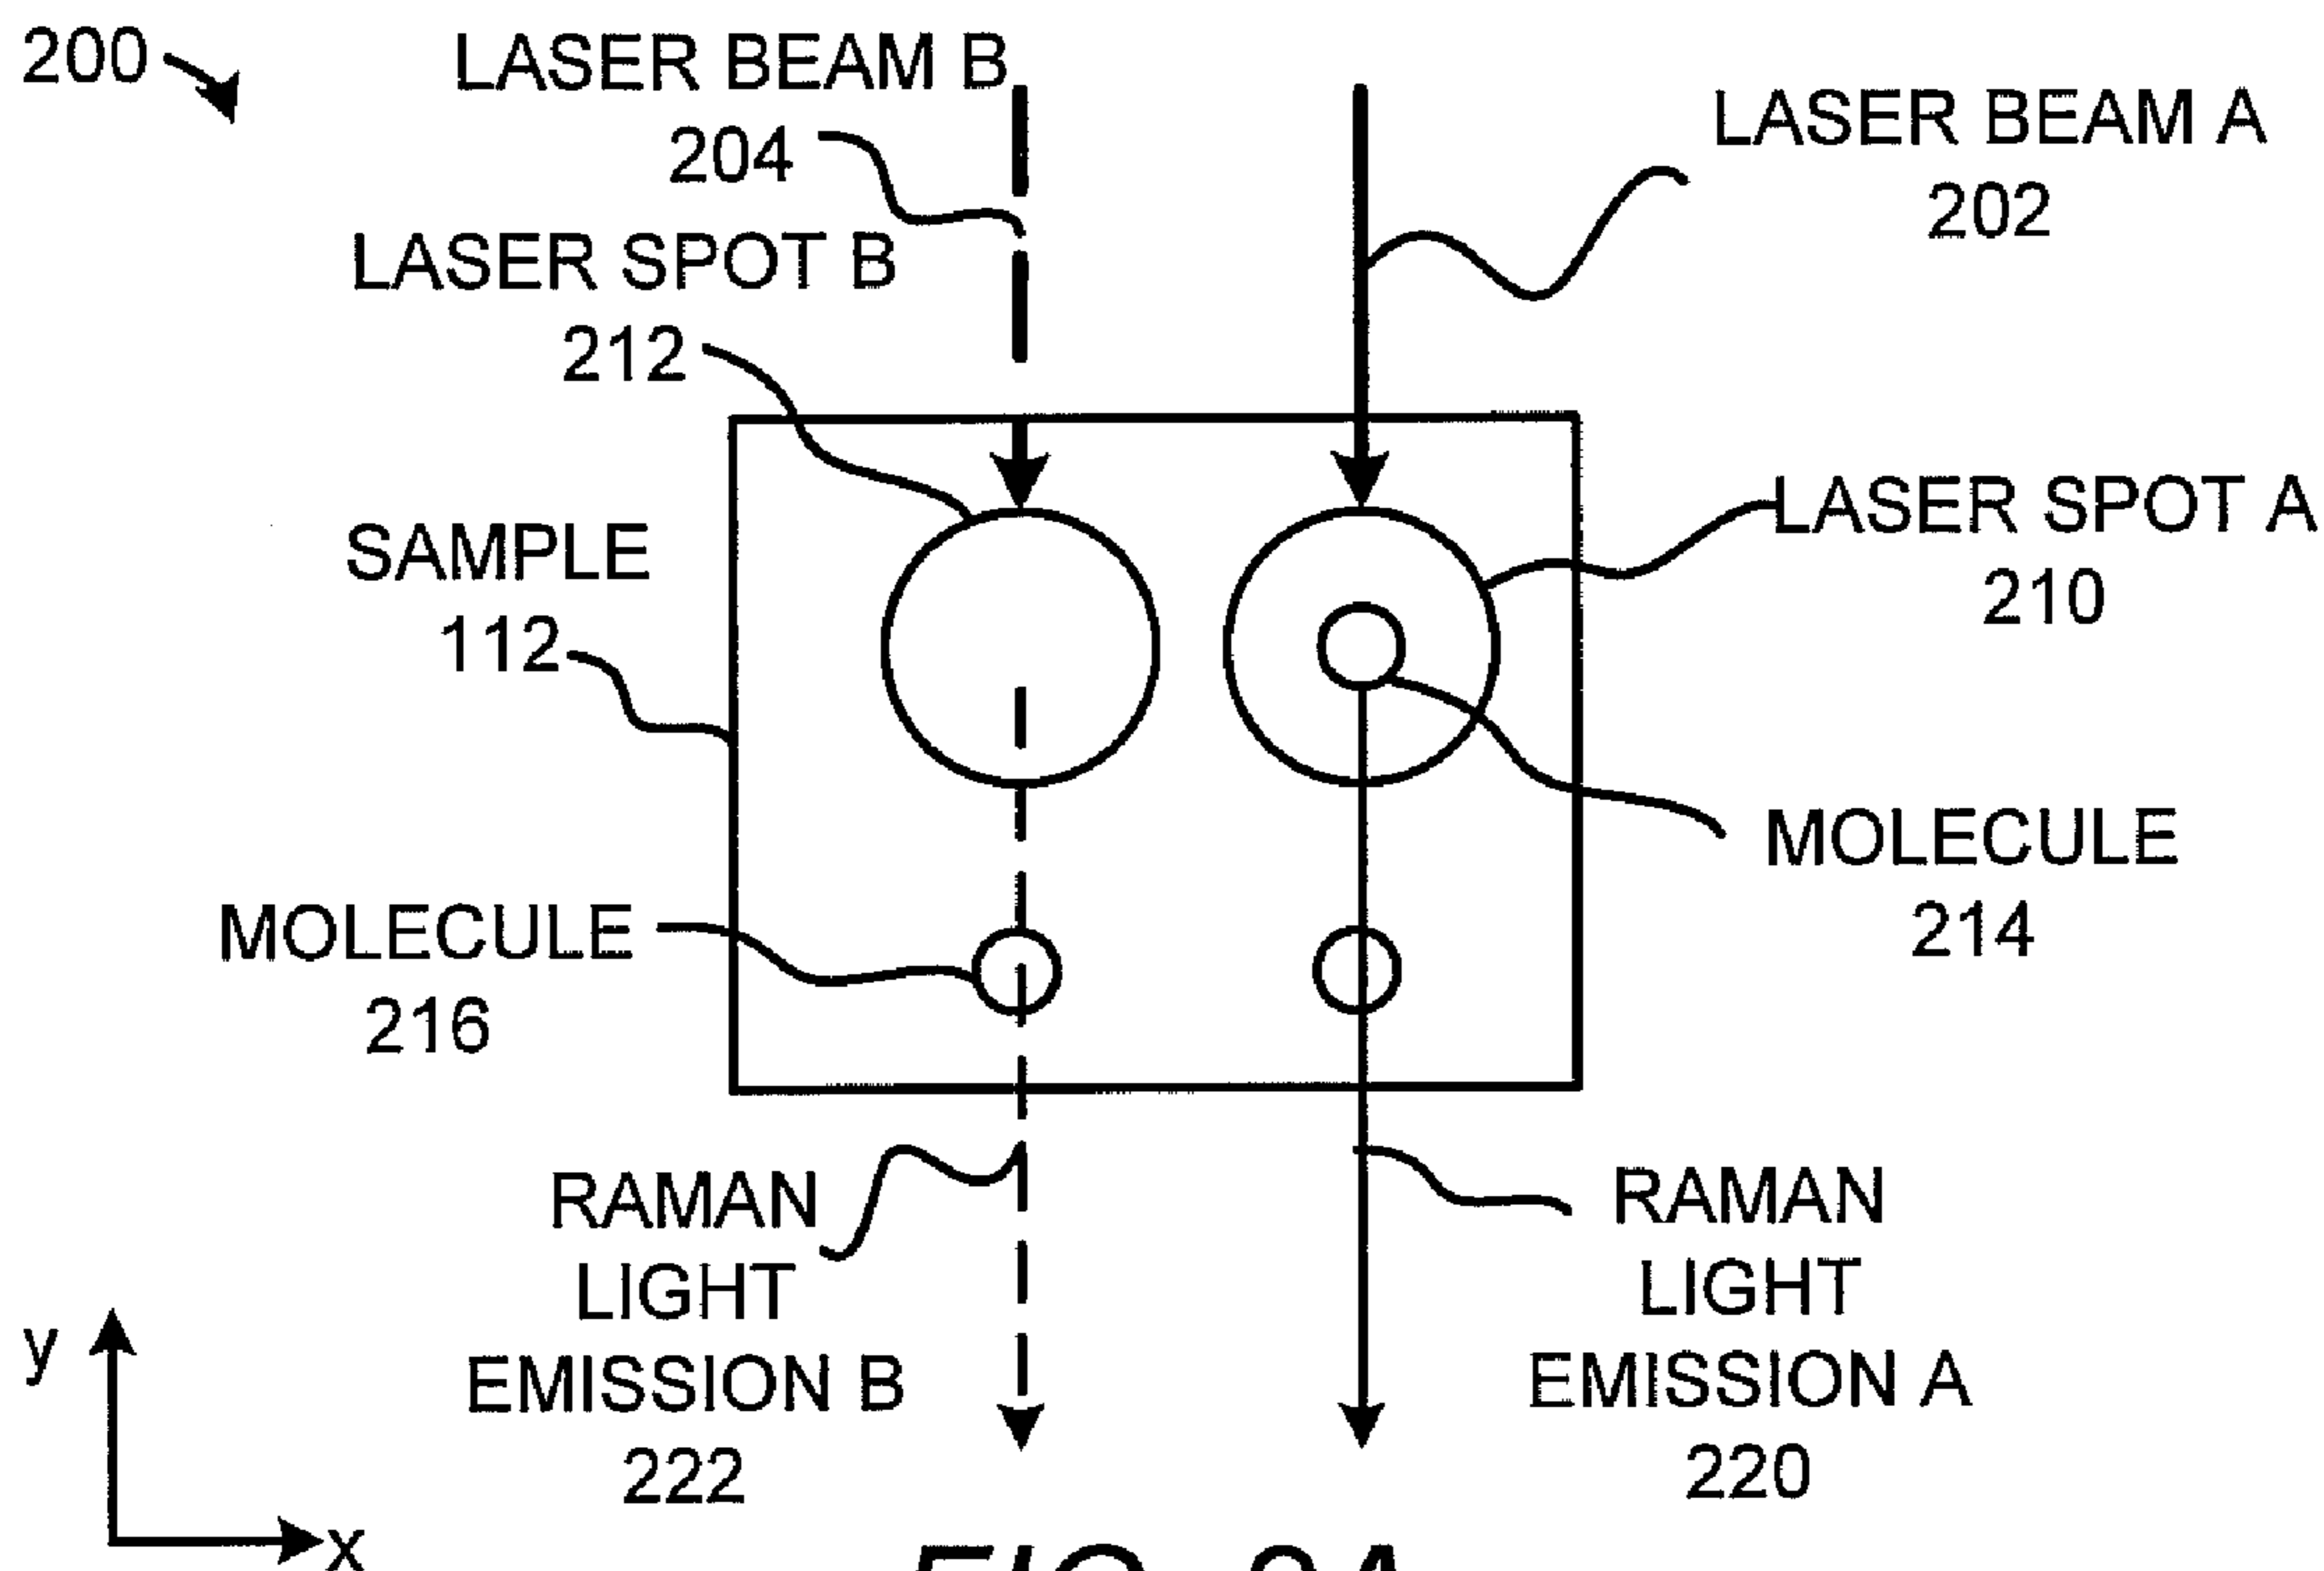 200
LASER BEAM B
204
LASER BEAM A
202
LASER SPOT B
212
LASER SPOT A
210
SAMPLE
112
MOLECULE
214
MOLECULE
216
RAMAN
LIGHT
EMISSION B
222
RAMAN
LIGHT
EMISSION A
220
y
x